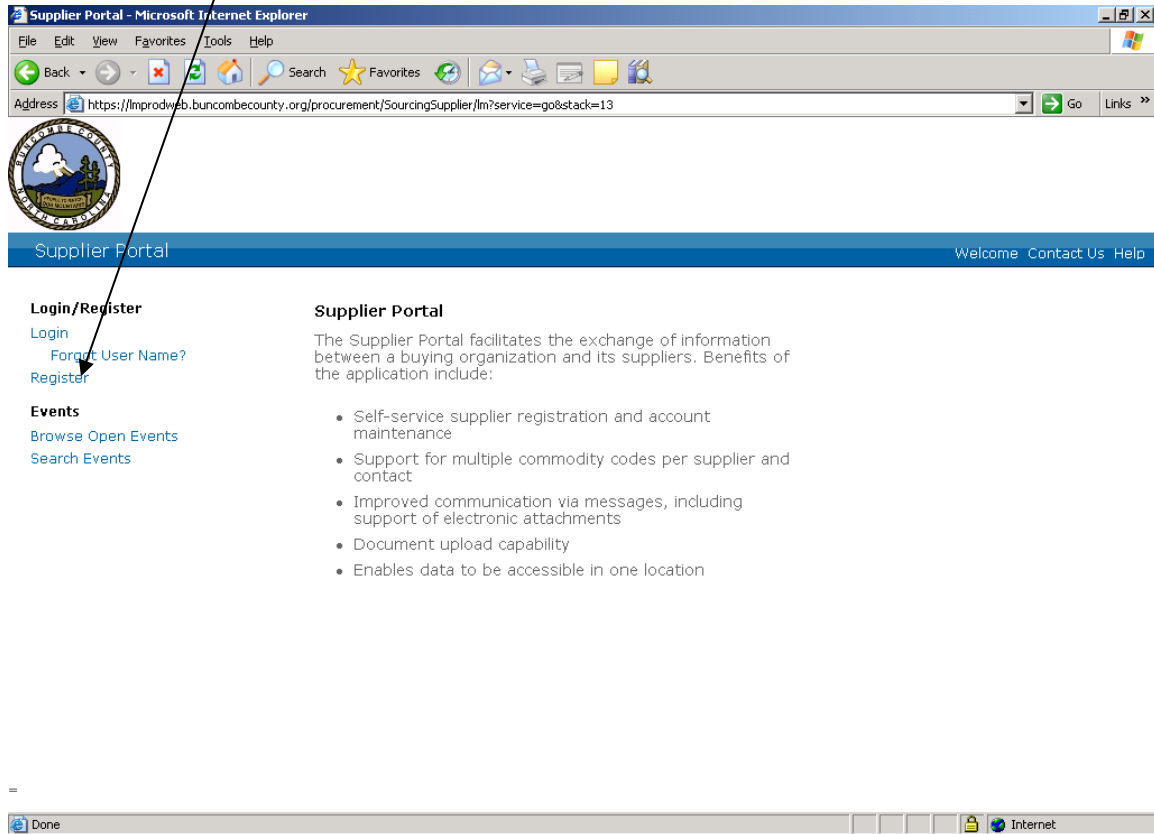 Supplier Portal - Microsoft Internet Explorer
File Edit View Favorites Tools Help
Back Search Favorites
Address https://lmprodweb.buncombecounty.org/procurement/SourcingSupplier/lm?service=go&stack=13 Go Links »
BUNCOMBE COUNTY
NORTH CAROLINA
Supplier Portal Welcome Contact Us Help
Login/Register
Login
Forgot User Name?
Register
Events
Browse Open Events
Search Events
Supplier Portal
The Supplier Portal facilitates the exchange of information
between a buying organization and its suppliers. Benefits of
the application include:
• Self-service supplier registration and account
maintenance
• Support for multiple commodity codes per supplier and
contact
• Improved communication via messages, including
support of electronic attachments
• Document upload capability
• Enables data to be accessible in one location
=
Done Internet